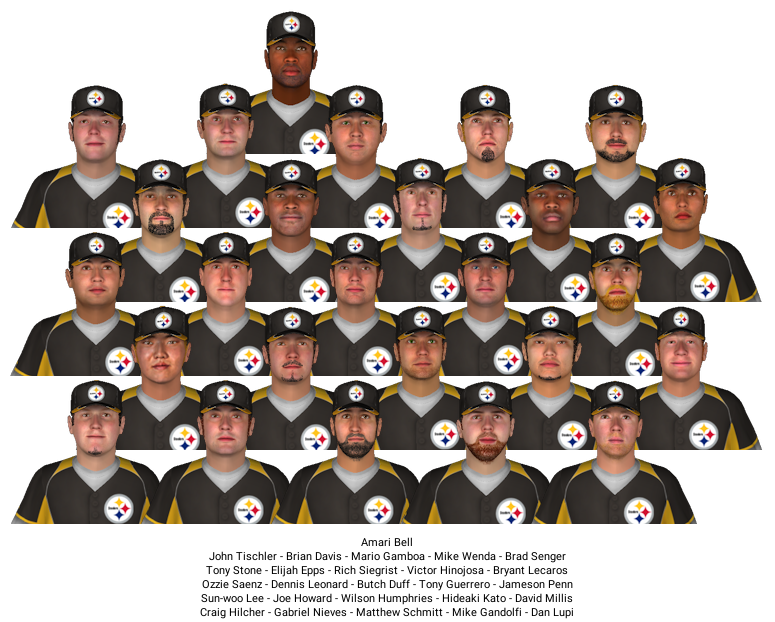 Amari Bell
John Tischler - Brian Davis - Mario Gamboa - Mike Wenda - Brad Senger
Tony Stone - Elijah Epps - Rich Siegrist - Victor Hinojosa - Bryant Lecaros
Ozzie Saenz - Dennis Leonard - Butch Duff - Tony Guerrero - Jameson Penn
Sun-woo Lee - Joe Howard - Wilson Humphries - Hideaki Kato - David Millis
Craig Hilcher - Gabriel Nieves - Matthew Schmitt - Mike Gandolfi - Dan Lupi